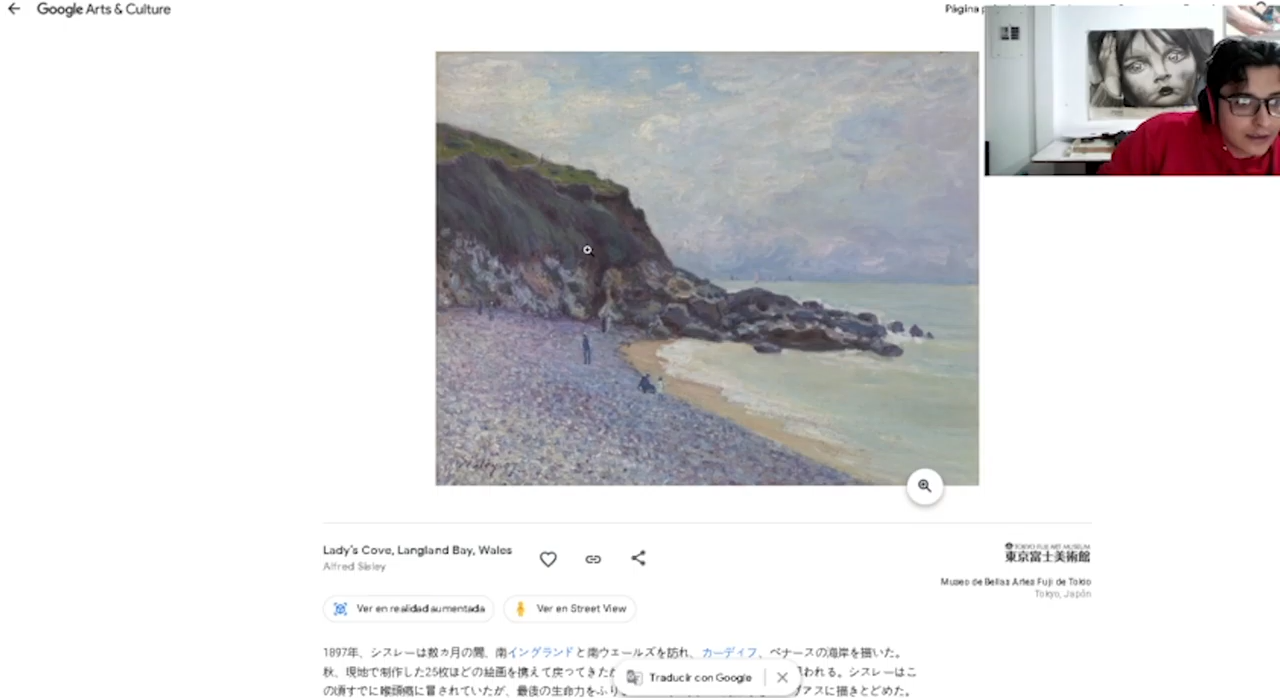 Google Arts & Culture
Lady's Cove, Langland Bay, Wales
Alfred Sisley
TOKYO FUJI ART MUSEUM
東京富士美術館
Museo de Bellas Artes Fuji de Tokio
Tokyo, Japón
Ver en realidad aumentada
Ver en Street View
1897年、シスレーは数ヵ月の間、南イングランドと南ウェールズを訪れ、カーディフ、ペナースの海岸を描いた。
秋、現地で制作した25枚ほどの絵画を携えて戻ってきた われる。シスレーはこ
Traducir con Google
の頃すでに喉頭癌に冒されていたが、最後の生命力をふり アスに描きとどめた。